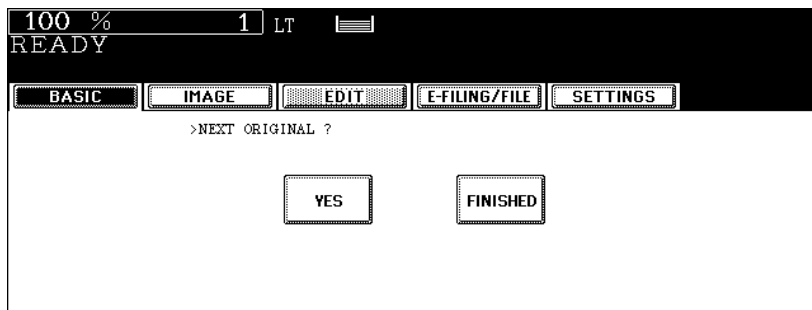 100 % 1 LT
READY
BASIC IMAGE EDIT E-FILING/FILE SETTINGS
>NEXT ORIGINAL ?
YES FINISHED